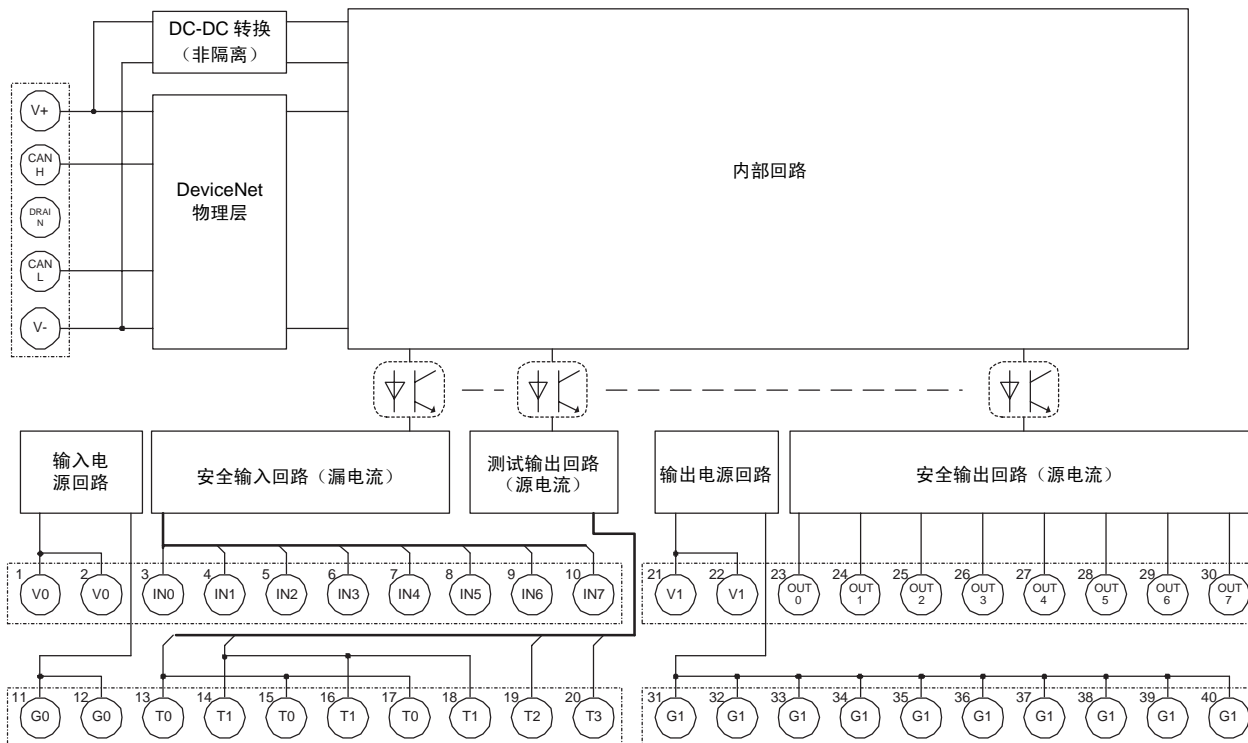 DC-DC 转换
（非隔离）
V+
CAN
H
DRAI
N
CAN
L
V-
DeviceNet
物理层
内部回路
输入电
源回路
安全输入回路（漏电流）
测试输出回路
（源电流）
输出电源回路
安全输出回路（源电流）
1 2 3 4 5 6 7 8 9 10
V0 V0 IN0 IN1 IN2 IN3 IN4 IN5 IN6 IN7
21 22 23 24 25 26 27 28 29 30
V1 V1 OUT OUT OUT OUT OUT OUT OUT OUT
0 1 2 3 4 5 6 7
11 12 13 14 15 16 17 18 19 20
G0 G0 T0 T1 T0 T1 T0 T1 T2 T3
31 32 33 34 35 36 37 38 39 40
G1 G1 G1 G1 G1 G1 G1 G1 G1 G1